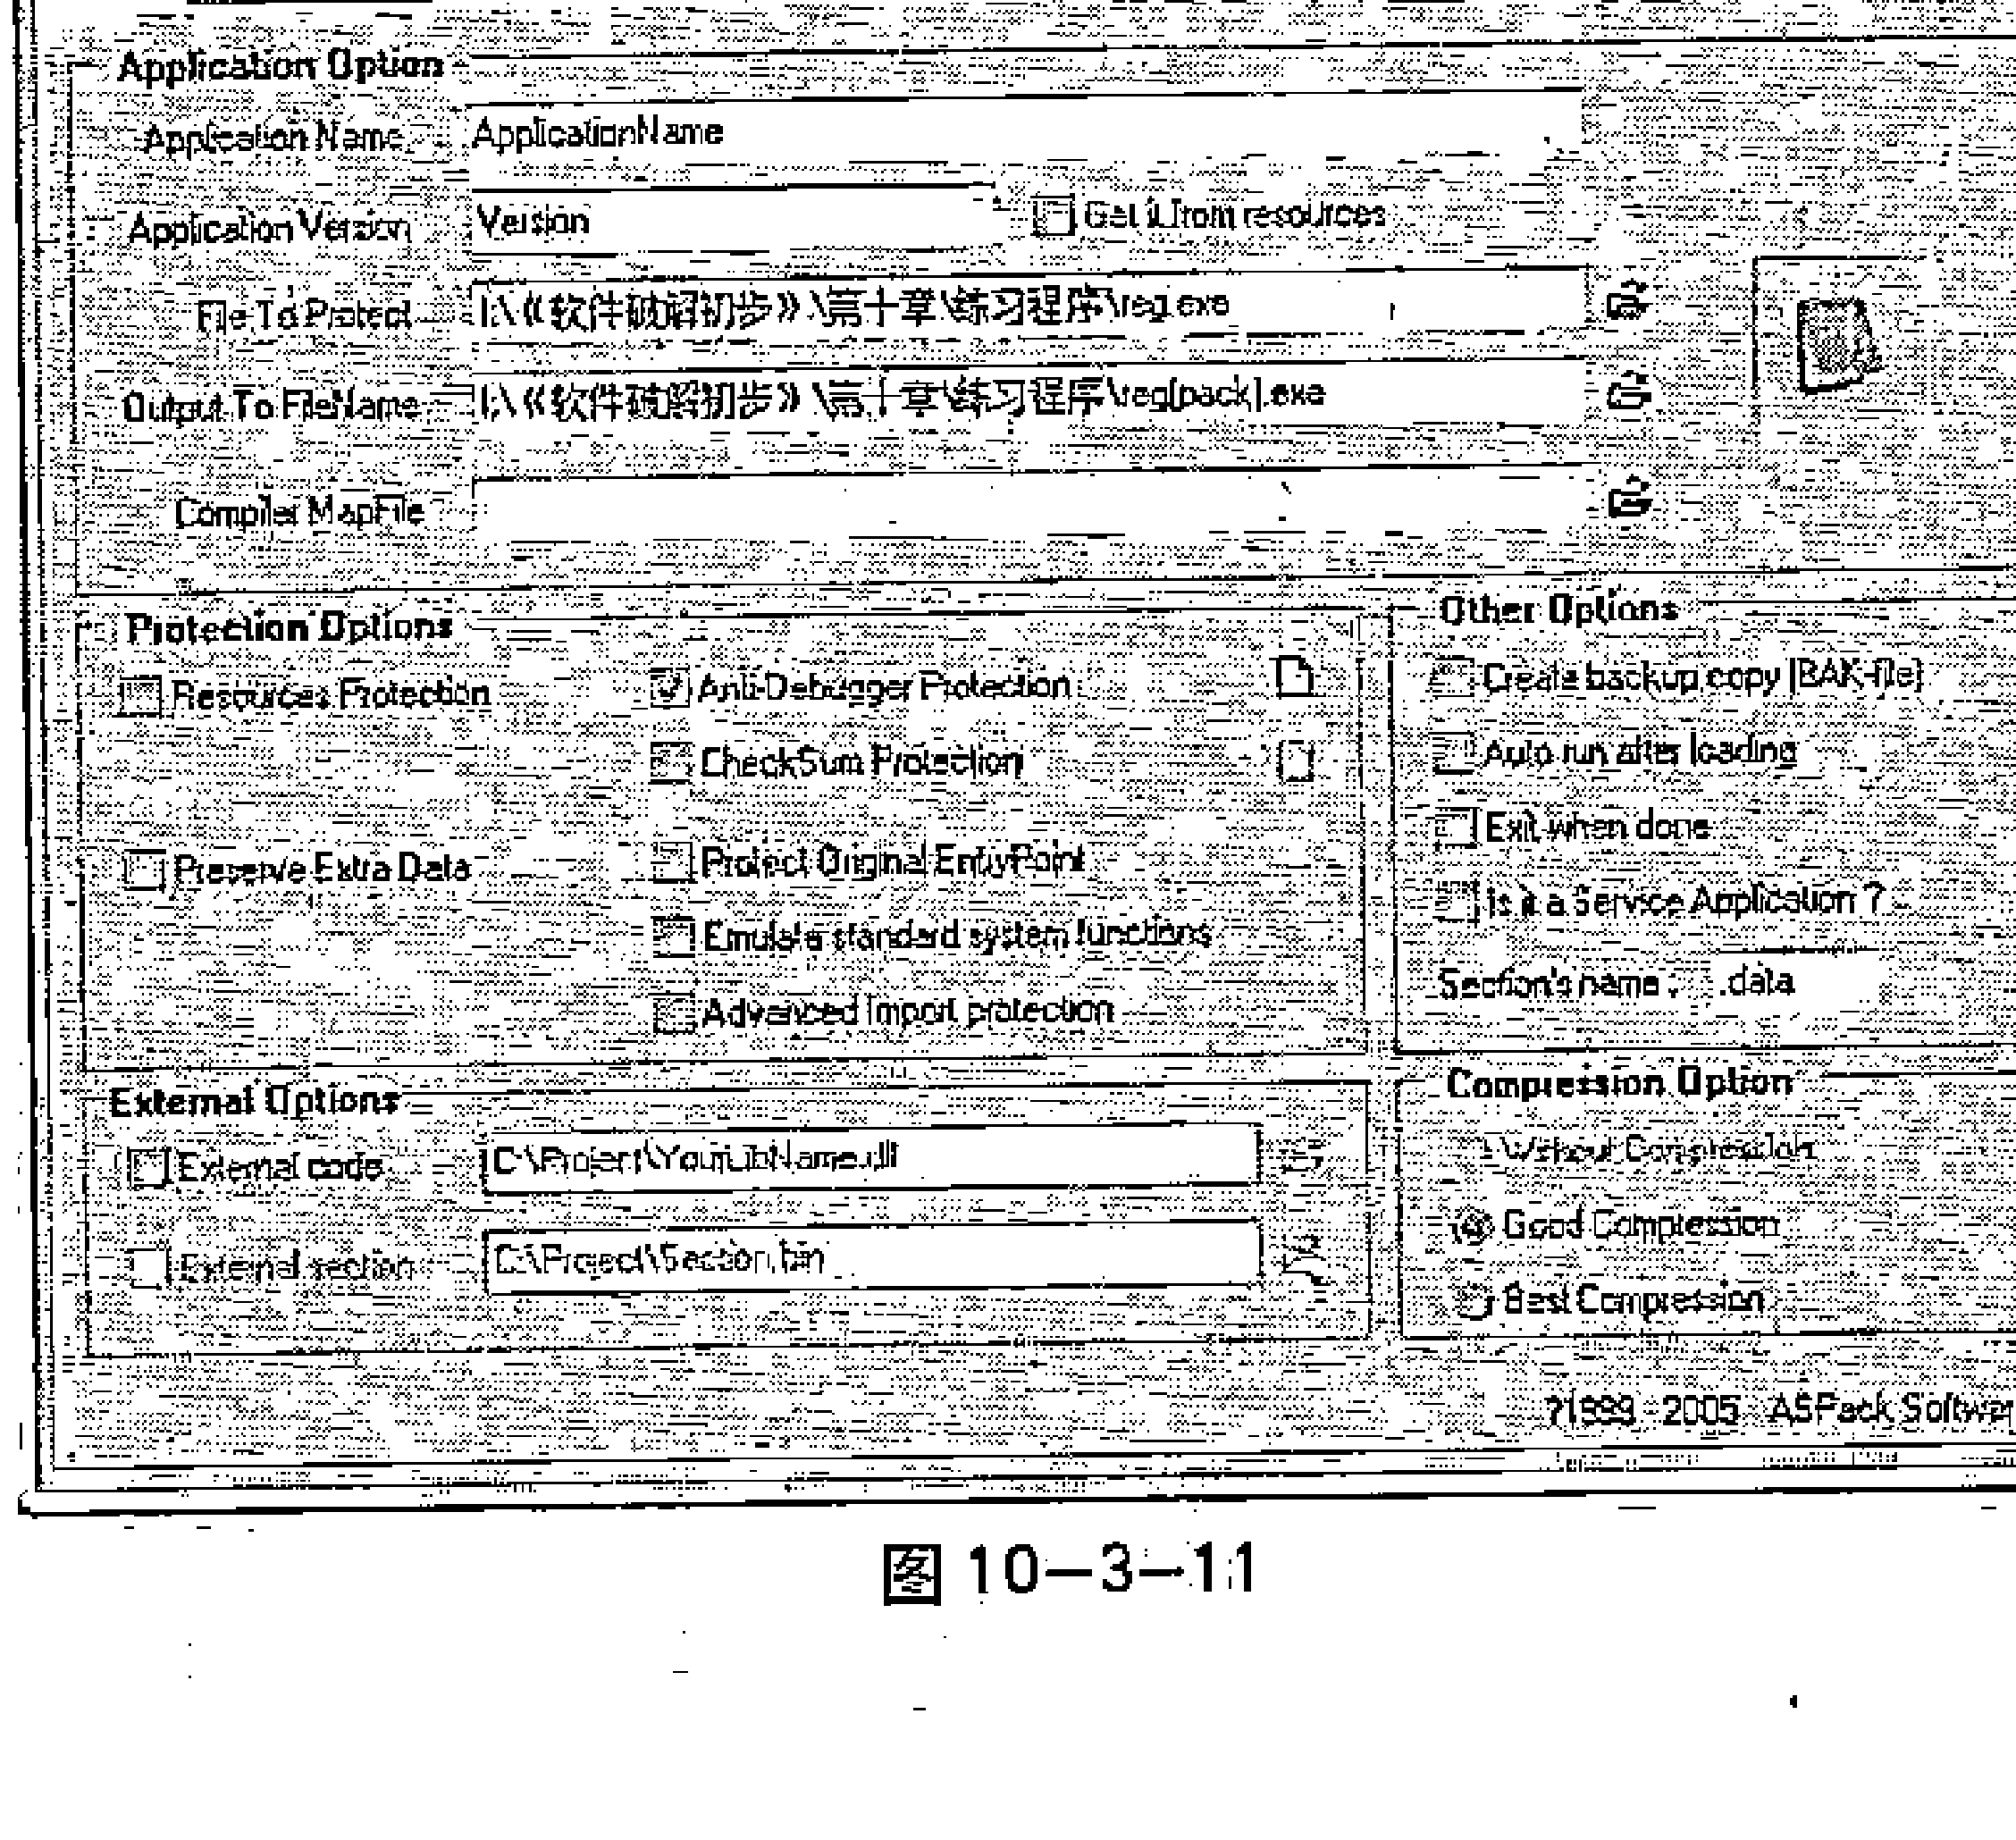 Application Option
Application Name ApplicationName
Application Version Version Get it from resources
File To Protect I:\《软件破解初步》\第十章\练习程序\reg.exe
Output To FileName I:\《软件破解初步》\第十章\练习程序\reg[pack].exe
Compiler MapFile
Protection Options
Resources Protection
Anti-Debugger Protection
CheckSum Protection
Preserve Extra Data
Protect Original EntryPoint
Emulate standard system functions
Advanced Import protection
Other Options
Create backup copy (BAK-file)
Auto run after loading
Exit when done
Is it a Service Application ?
Section's name : .data
External Options
External code C:\Project\YourLibName.dll
External section C:\Project\Section.bin
Compression Option
Without Compression
Good Compression
Best Compression
?1999 - 2005 ASPack Softwar
图 10-3-11